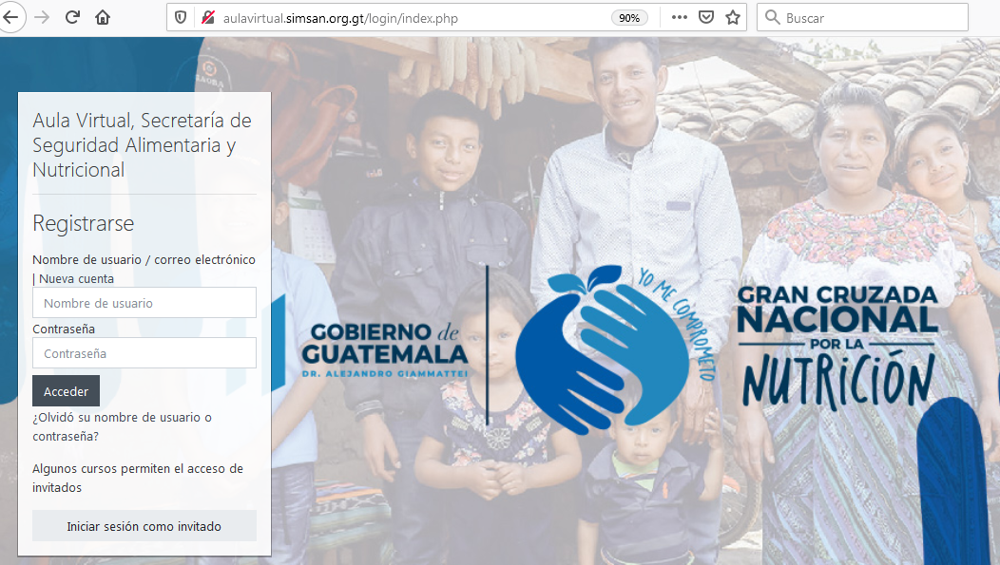 aulavirtual.simsan.org.gt/login/index.php
90%
Buscar
Aula Virtual, Secretaría de
Seguridad Alimentaria y
Nutricional
Registrarse
Nombre de usuario / correo electrónico
| Nueva cuenta
Nombre de usuario
Contraseña
Contraseña
Acceder
¿Olvidó su nombre de usuario o
contraseña?
Algunos cursos permiten el acceso de
invitados
Iniciar sesión como invitado
GOBIERNO de
GUATEMALA
DR. ALEJANDRO GIAMMATTEI
YO ME COMPROMETO
GRAN CRUZADA
NACIONAL
POR LA
NUTRICIÓN